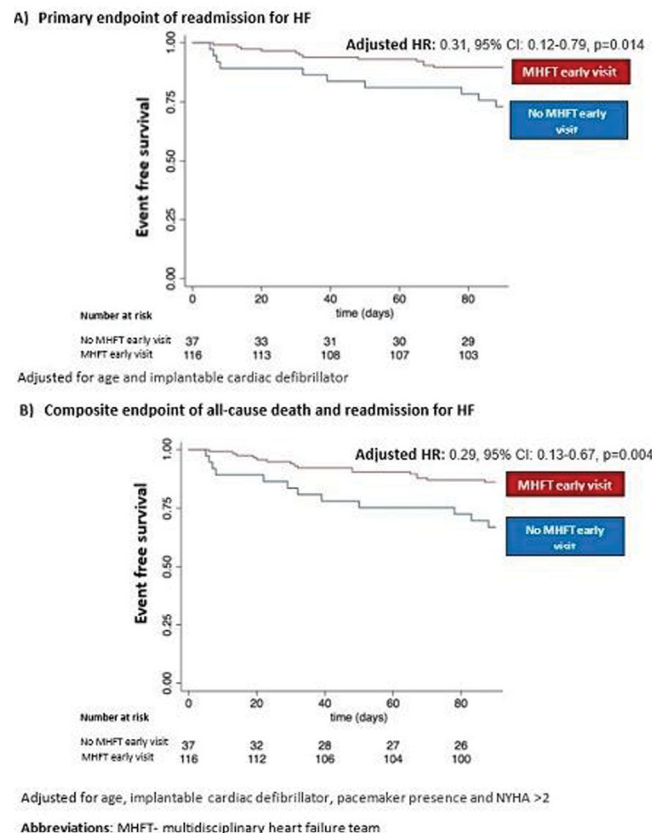 A) Primary endpoint of readmission for HF
Adjusted HR: 0.31, 95% CI: 0.12-0.79, p=0.014
MHFT early visit
No MHFT early
visit
Event free survival
1.00
0.75
0.50
0.25
0.00
0 20 40 60 80
time (days)
Number at risk
No MHFT early visit 37 33 31 30 29
MHFT early visit 116 113 108 107 103
Adjusted for age and implantable cardiac defibrillator
B) Composite endpoint of all-cause death and readmission for HF
Adjusted HR: 0.29, 95% CI: 0.13-0.67, p=0.004
MHFT early visit
No MHFT early
visit
Event free survival
1.00
0.75
0.50
0.25
0.00
0 20 40 60 80
time (days)
Number at risk
No MHFT early visit 37 32 28 27 26
MHFT early visit 116 112 106 104 100
Adjusted for age, implantable cardiac defibrillator, pacemaker presence and NYHA >2
Abbreviations: MHFT- multidisciplinary heart failure team